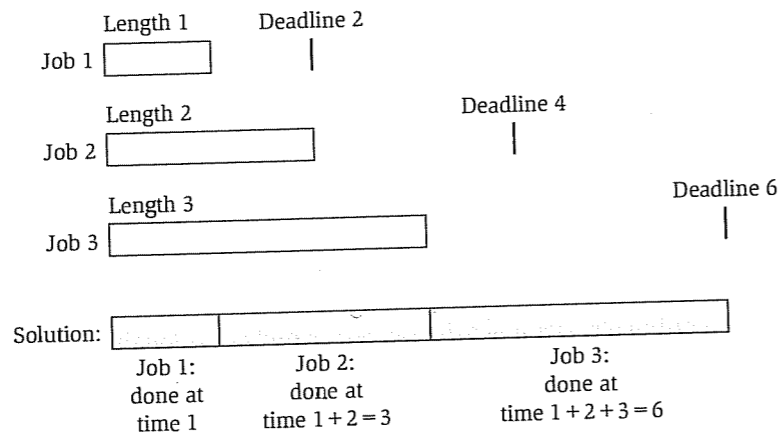 Length 1
Deadline 2
Job 1
Length 2
Deadline 4
Job 2
Length 3
Deadline 6
Job 3
Solution:
Job 1:
done at
time 1
Job 2:
done at
time 1+2=3
Job 3:
done at
time 1+2+3=6